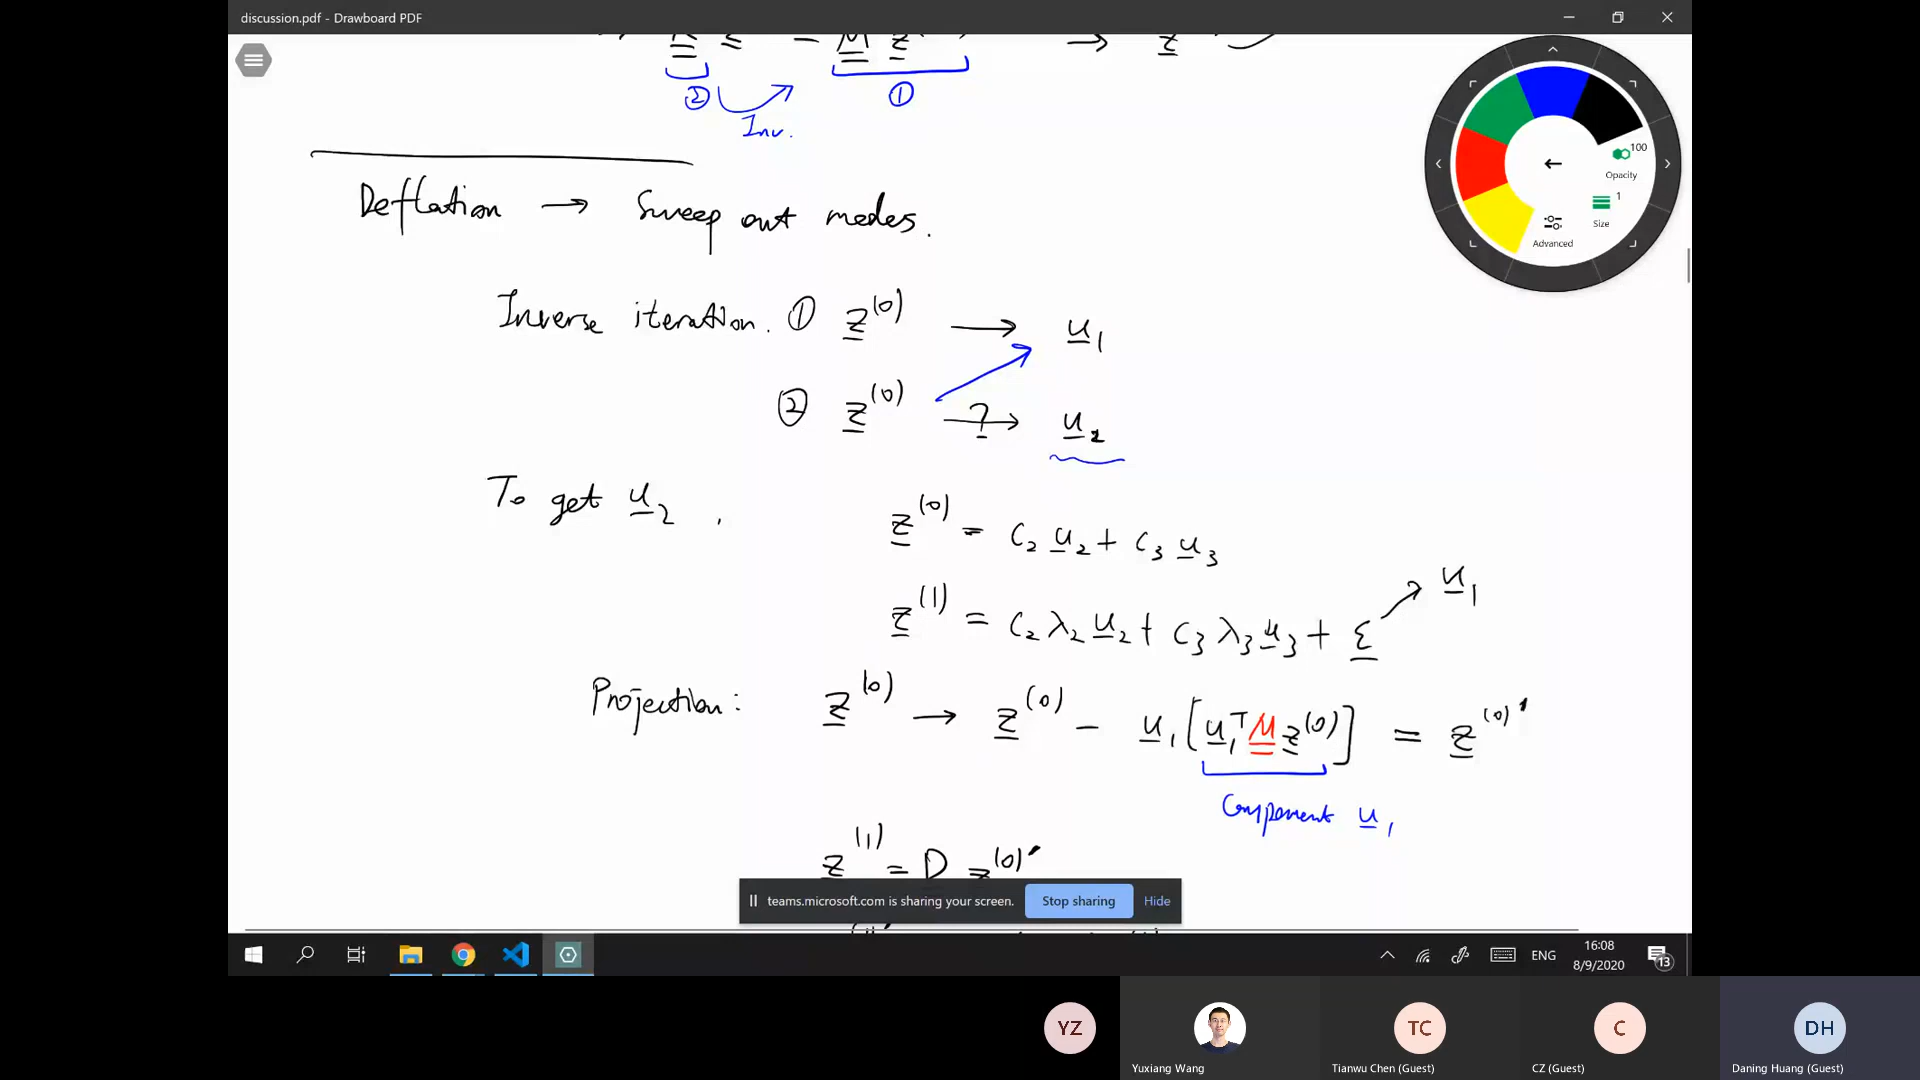 discussion.pdf - Drawboard PDF
= M z → z
② ①
Inv.
100
Opacity
1
Size
Advanced
Deflation → Sweep out modes.
Inverse iteration. ① z^(0) → u_1
② z^(0) ? → u_2
To get u_2 , z^(0) = C_2 u_2 + C_3 u_3
u_1
z^(1) = C_2 λ_2 u_2 + C_3 λ_3 u_3 + ε
Projection: z^(0) → z^(0) - u_1 [u_1^T M z^(0)] = z^(0)'
Component u_1
z^(1) = D z^(0)'
teams.microsoft.com is sharing your screen. Stop sharing Hide
ENG
16:08
8/9/2020
13
YZ
TC
C
DH
Yuxiang Wang
Tianwu Chen (Guest)
CZ (Guest)
Daning Huang (Guest)